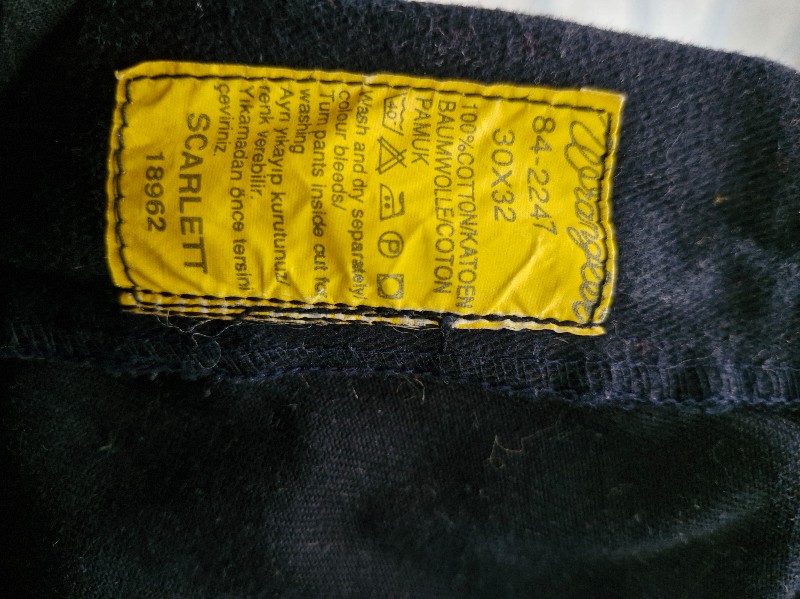 Wrangler
84-2247
30X32
100%COTTON/KATOEN
BAUMWOLLE/COTON
PAMUK
40°
P
Wash and dry separately/
colour bleeds/
Turn pants inside out for
washing
Ayrı yıkayıp kurutunuz/
renk verebilir.
Yıkamadan önce tersini
çeviriniz.
SCARLETT
18962